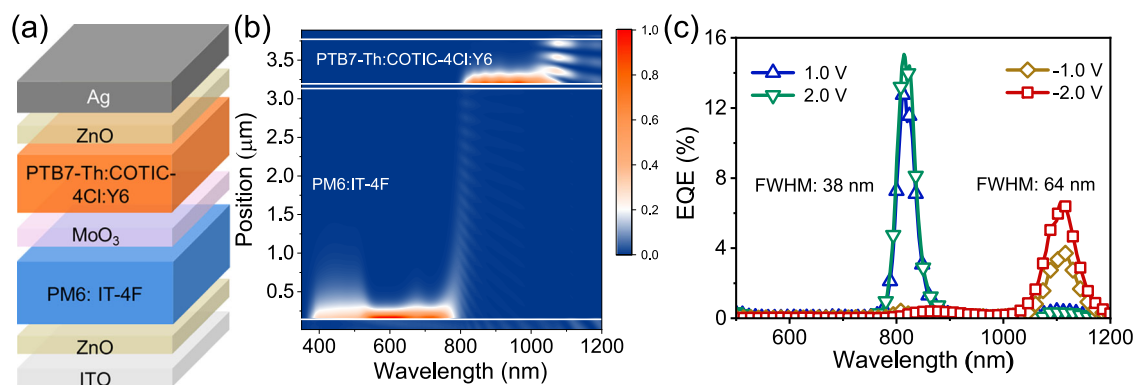 (a)
Ag
ZnO
PTB7-Th:COTIC-
4Cl:Y6
MoO3
PM6: IT-4F
ZnO
ITO
(b)
Position (μm)
3.5
3.0
2.5
2.0
1.5
1.0
0.5
PTB7-Th:COTIC-4Cl:Y6
PM6:IT-4F
400 600 800 1000 1200
Wavelength (nm)
1.0
0.8
0.6
0.4
0.2
0.0
(c)
EQE (%)
16
12
8
4
0
1.0 V
2.0 V
-1.0 V
-2.0 V
FWHM: 38 nm
FWHM: 64 nm
600 800 1000 1200
Wavelength (nm)